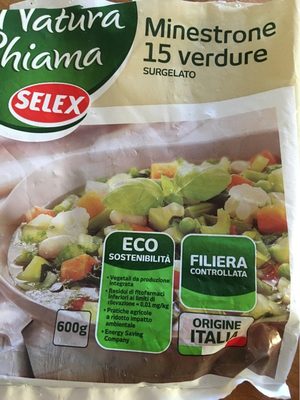 Natura
Chiama
SELEX
Minestrone
15 verdure
SURGELATO
ECO
SOSTENIBILITÀ
• Vegetali da produzione
integrata
• Residui di fitofarmaci
inferiori ai limiti di
rilevazione = 0,01 mg/kg
• Pratiche agricole
a ridotto impatto
ambientale
• Energy Saving
Company
FILIERA
CONTROLLATA
600g
ORIGINE
ITALIA